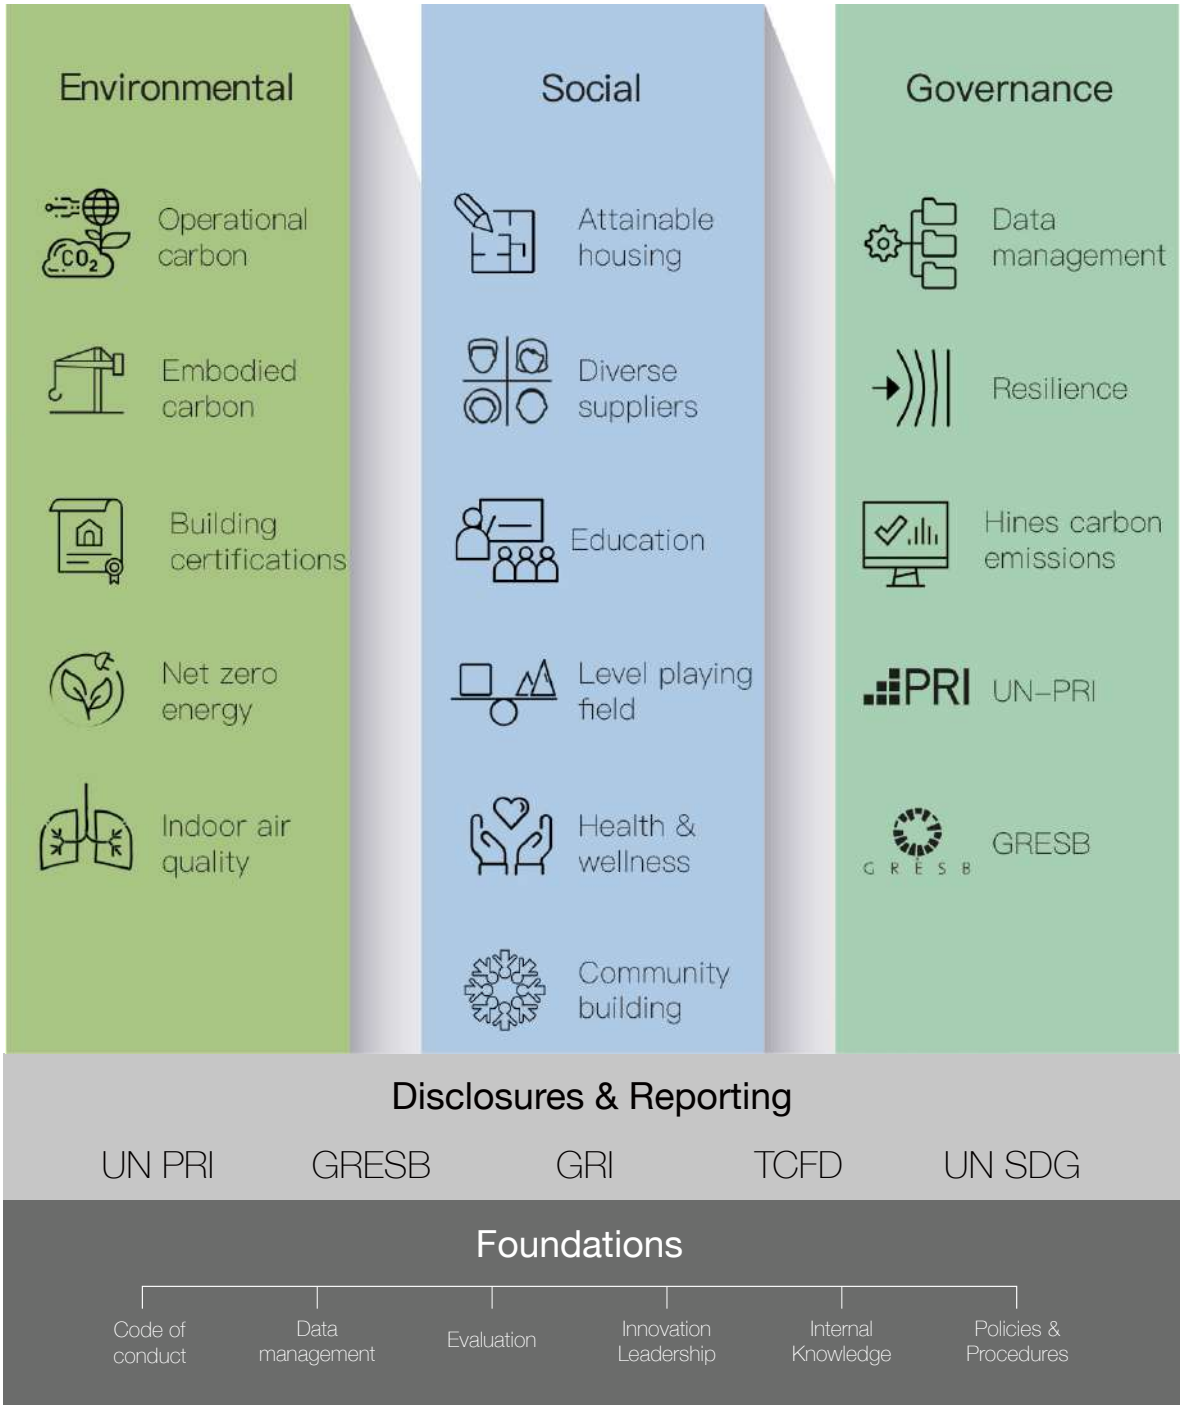 Environmental
CO2
Operational
carbon
Embodied
carbon
Building
certifications
Net zero
energy
Indoor air
quality
Social
Attainable
housing
Diverse
suppliers
Education
Level playing
field
Health &
wellness
Community
building
Governance
Data
management
Resilience
Hines carbon
emissions
PRI
UN-PRI
G R E S B
GRESB
Disclosures & Reporting
UN PRI
GRESB
GRI
TCFD
UN SDG
Foundations
Code of
conduct
Data
management
Evaluation
Innovation
Leadership
Internal
Knowledge
Policies &
Procedures